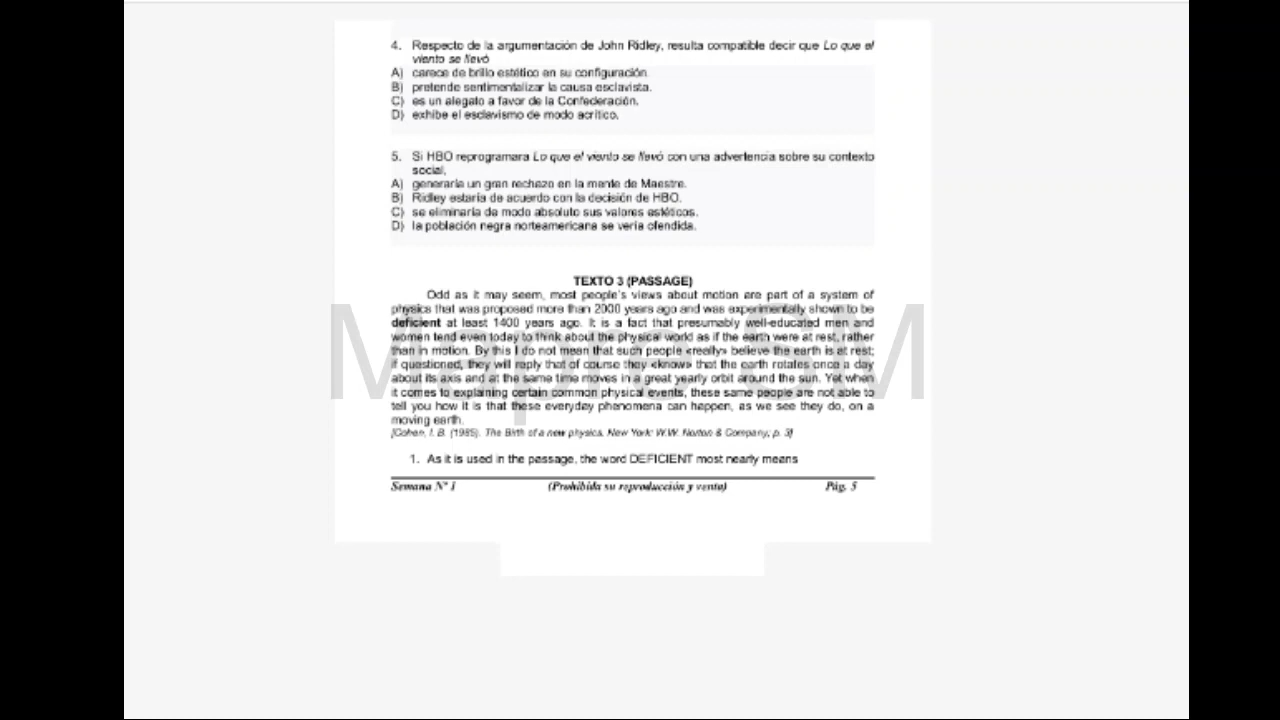 4. Respecto de la argumentación de John Ridley, resulta compatible decir que Lo que el
viento se llevó
A) carece de brillo estético en su configuración.
B) pretende sentimentalizar la causa esclavista.
C) es un alegato a favor de la Confederación.
D) exhibe el esclavismo de modo acrítico.
5. Si HBO reprogramara Lo que el viento se llevó con una advertencia sobre su contexto
social,
A) generaría un gran rechazo en la mente de Maestre.
B) Ridley estaría de acuerdo con la decisión de HBO.
C) se eliminaría de modo absoluto sus valores estéticos.
D) la población negra norteamericana se vería ofendida.
TEXTO 3 (PASSAGE)
Odd as it may seem, most people's views about motion are part of a system of
physics that was proposed more than 2000 years ago and was experimentally shown to be
deficient at least 1400 years ago. It is a fact that presumably well-educated men and
women tend even today to think about the physical world as if the earth were at rest, rather
than in motion. By this I do not mean that such people «really» believe the earth is at rest;
if questioned, they will reply that of course they «know» that the earth rotates once a day
about its axis and at the same time moves in a great yearly orbit around the sun. Yet when
it comes to explaining certain common physical events, these same people are not able to
tell you how it is that these everyday phenomena can happen, as we see they do, on a
moving earth.
[Cohen, I. B. (1985). The Birth of a new physics. New York: W.W. Norton & Company; p. 3]
1. As it is used in the passage, the word DEFICIENT most nearly means
Semana Nº 1 (Prohibida su reproducción y venta) Pág. 5